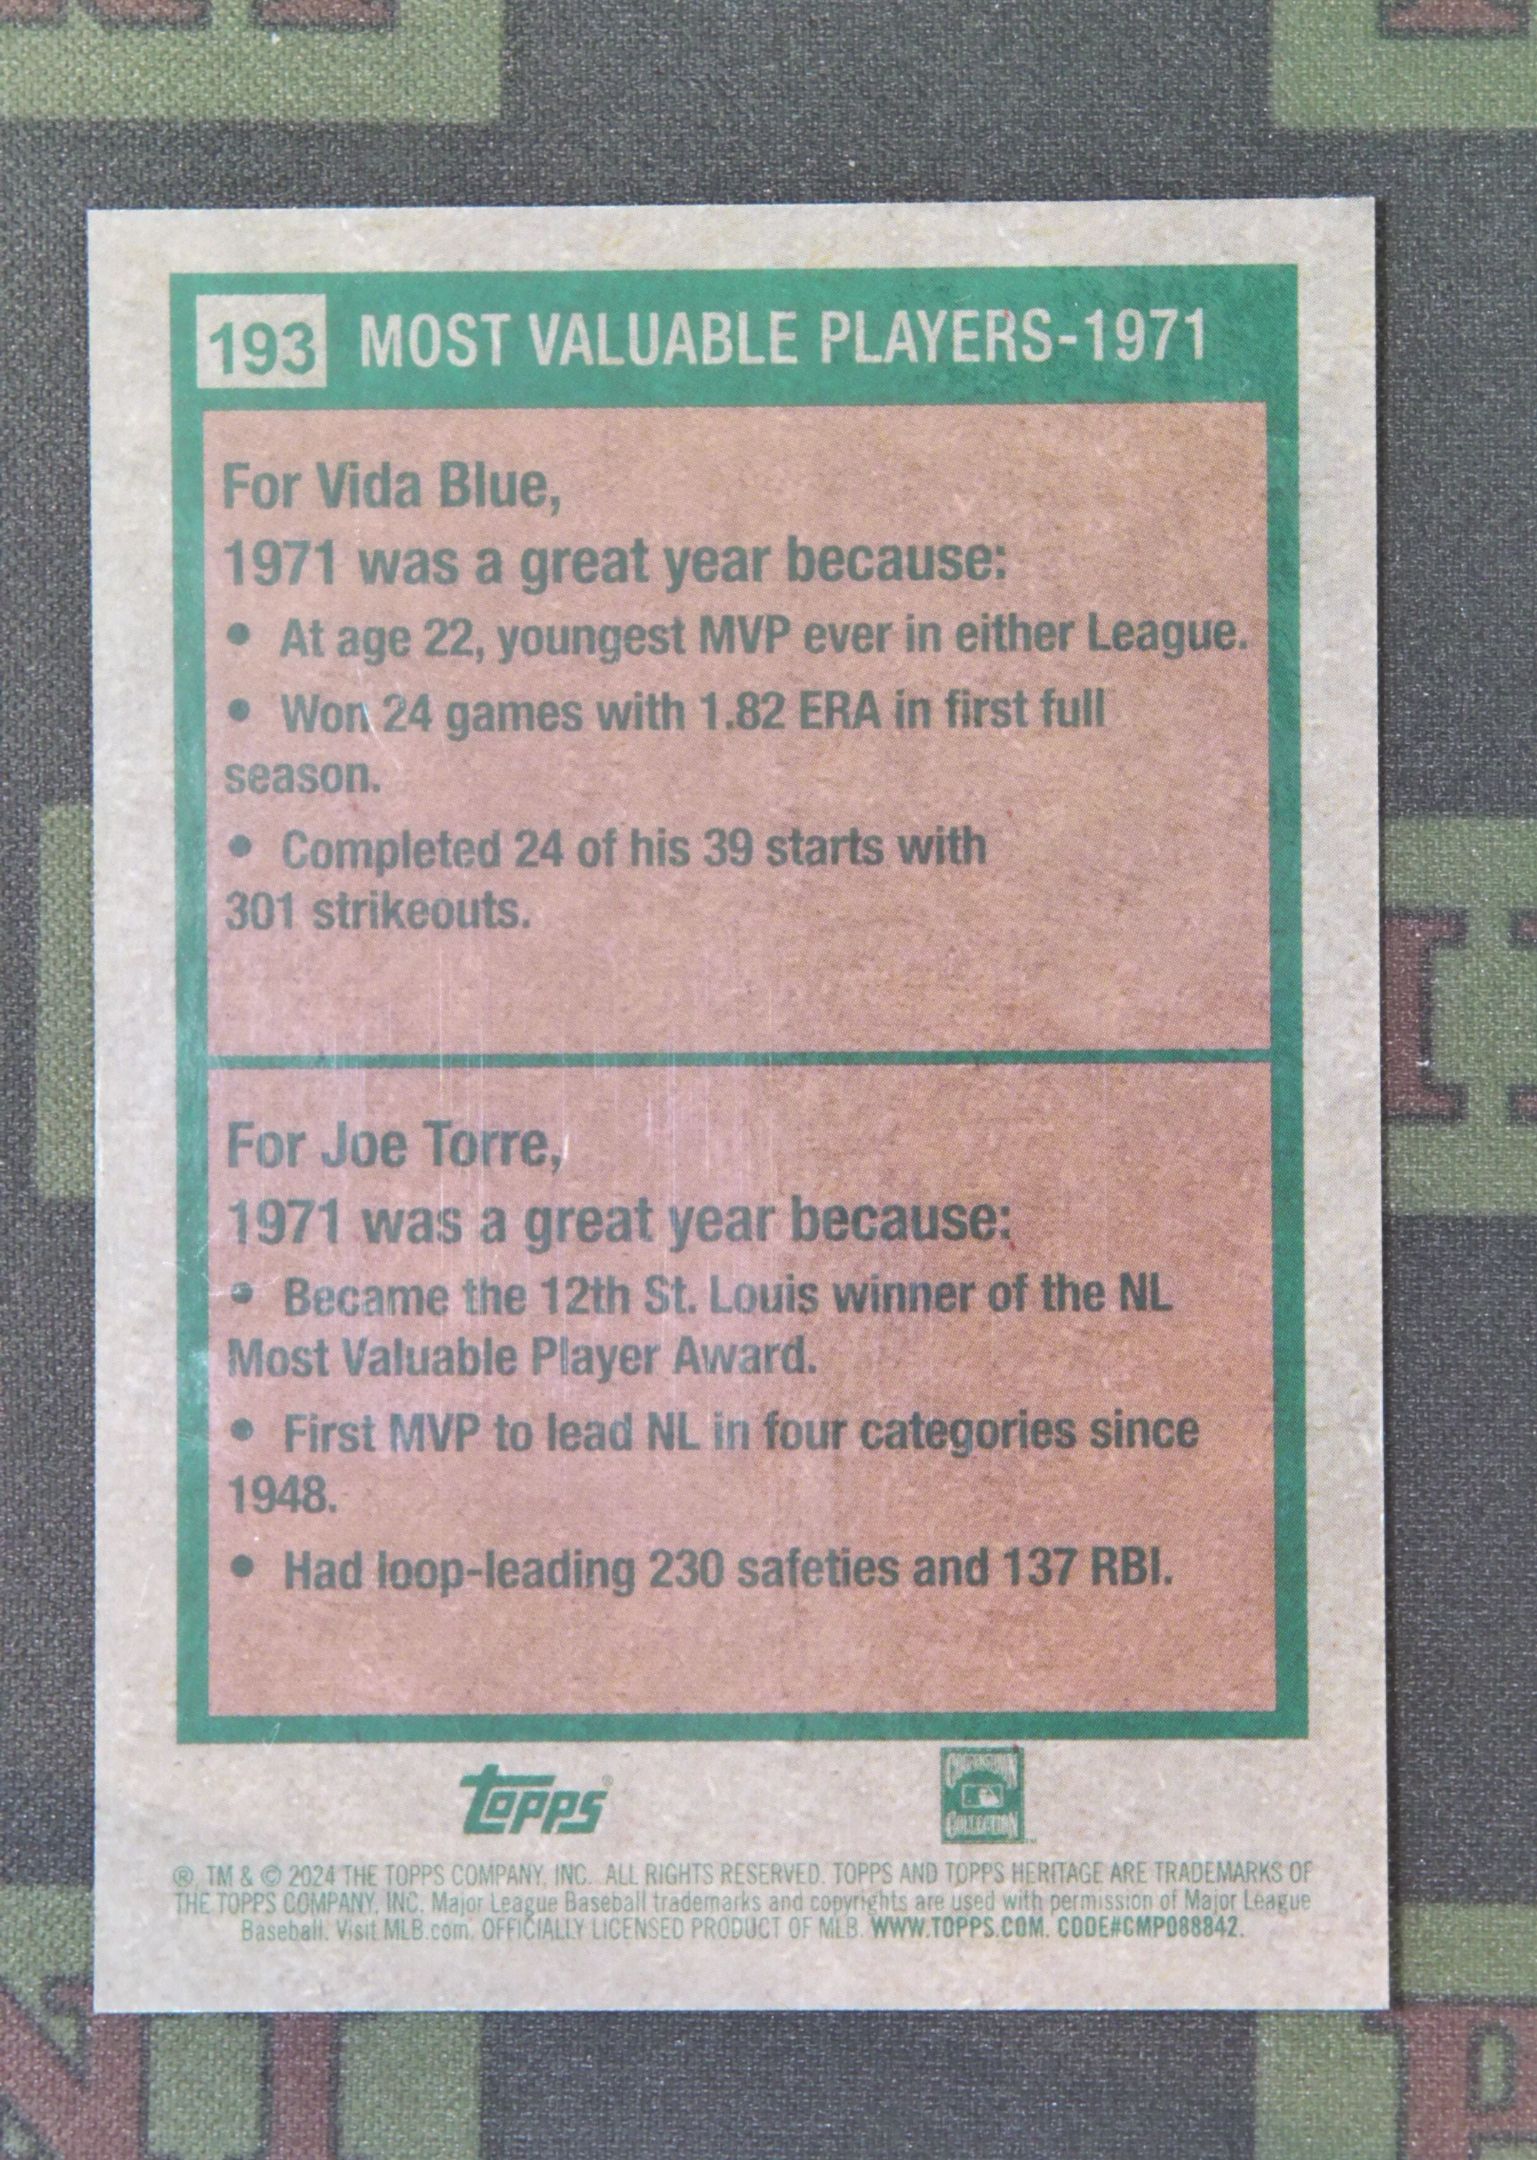 193 MOST VALUABLE PLAYERS-1971
For Vida Blue,
1971 was a great year because:
• At age 22, youngest MVP ever in either League.
• Won 24 games with 1.82 ERA in first full
season.
• Completed 24 of his 39 starts with
301 strikeouts.
For Joe Torre,
1971 was a great year because:
• Became the 12th St. Louis winner of the NL
Most Valuable Player Award.
• First MVP to lead NL in four categories since
1948.
• Had loop-leading 230 safeties and 137 RBI.
Topps®
COOPERSTOWN
COLLECTION™
®, TM & © 2024 THE TOPPS COMPANY, INC. ALL RIGHTS RESERVED. TOPPS AND TOPPS HERITAGE ARE TRADEMARKS OF
THE TOPPS COMPANY, INC. Major League Baseball trademarks and copyrights are used with permission of Major League
Baseball. Visit MLB.com. OFFICIALLY LICENSED PRODUCT OF MLB. WWW.TOPPS.COM. CODE#CMP088842.